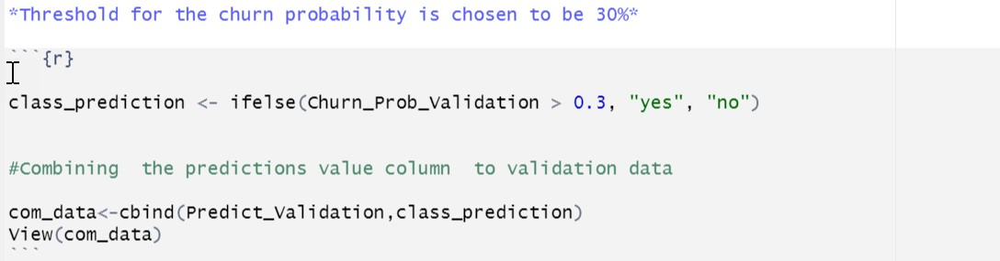 *Threshold for the churn probability is chosen to be 30%*
```{r}
class_prediction <- ifelse(Churn_Prob_Validation > 0.3, "yes", "no")
#Combining  the predictions value column  to validation data
com_data<-cbind(Predict_Validation,class_prediction)
View(com_data)
```